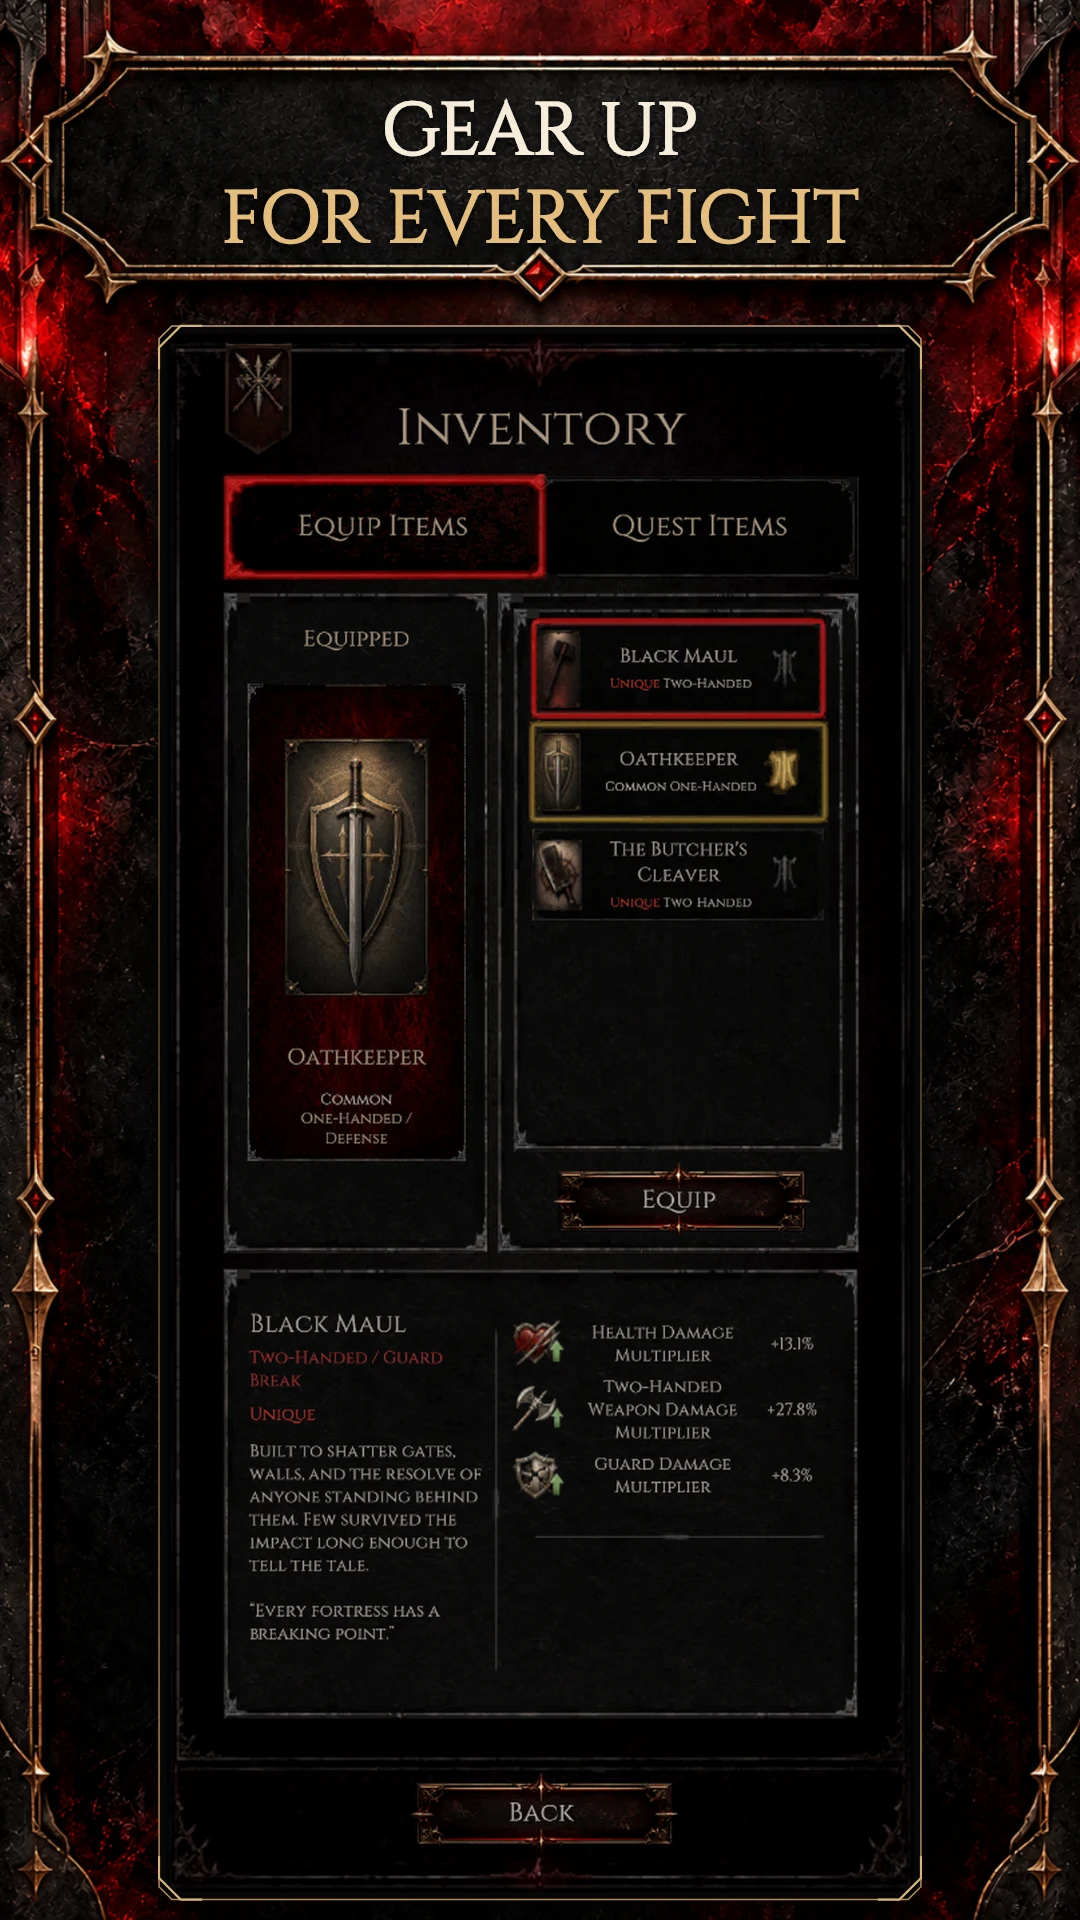 GEAR UP
FOR EVERY FIGHT
INVENTORY
EQUIP ITEMS
QUEST ITEMS
EQUIPPED
OATHKEEPER
COMMON
ONE-HANDED /
DEFENSE
BLACK MAUL
UNIQUE TWO-HANDED
OATHKEEPER
COMMON ONE-HANDED
THE BUTCHER'S
CLEAVER
UNIQUE TWO HANDED
EQUIP
BLACK MAUL
TWO-HANDED / GUARD
BREAK
UNIQUE
BUILT TO SHATTER GATES,
WALLS, AND THE RESOLVE OF
ANYONE STANDING BEHIND
THEM. FEW SURVIVED THE
IMPACT LONG ENOUGH TO
TELL THE TALE.
"EVERY FORTRESS HAS A
BREAKING POINT."
HEALTH DAMAGE
MULTIPLIER
+13.1%
TWO-HANDED
WEAPON DAMAGE
MULTIPLIER
+27.8%
GUARD DAMAGE
MULTIPLIER
+8.3%
BACK